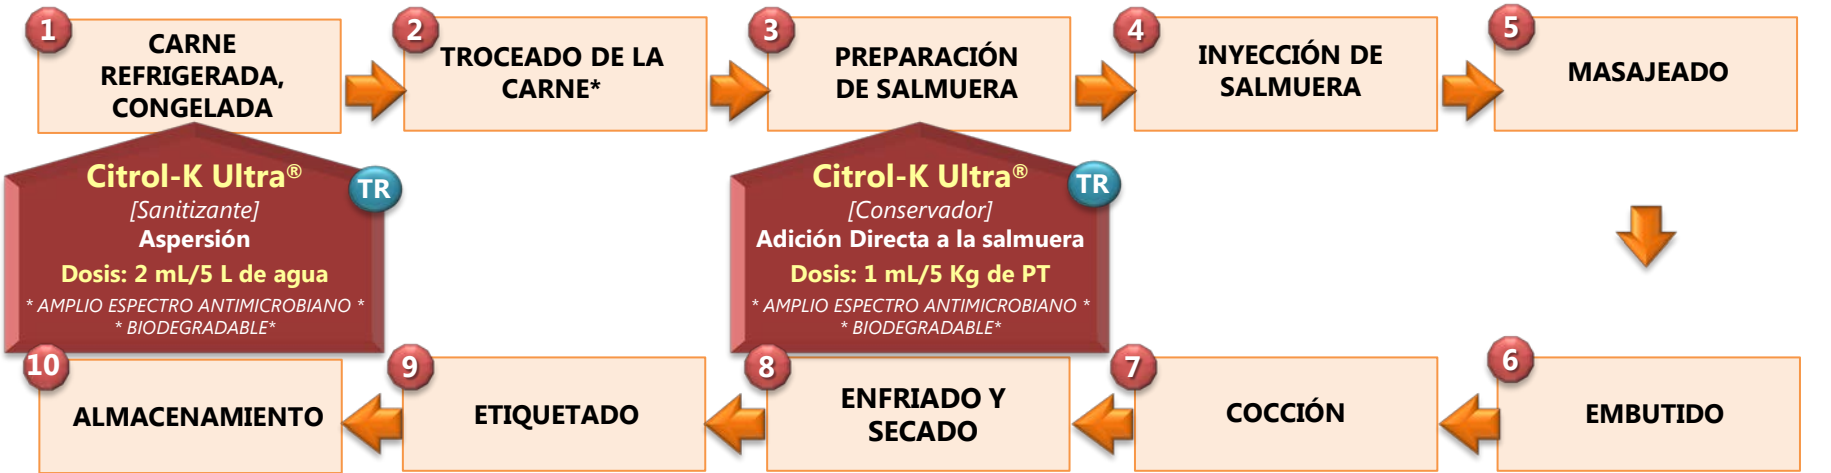 1
CARNE
REFRIGERADA,
CONGELADA
2
TROCEADO DE LA
CARNE*
3
PREPARACIÓN
DE SALMUERA
4
INYECCIÓN DE
SALMUERA
5
MASAJEADO
Citrol-K Ultra®
TR
[Sanitizante]
Aspersión
Dosis: 2 mL/5 L de agua
* AMPLIO ESPECTRO ANTIMICROBIANO *
* BIODEGRADABLE*
Citrol-K Ultra®
TR
[Conservador]
Adición Directa a la salmuera
Dosis: 1 mL/5 Kg de PT
* AMPLIO ESPECTRO ANTIMICROBIANO *
* BIODEGRADABLE*
10
ALMACENAMIENTO
9
ETIQUETADO
8
ENFRIADO Y
SECADO
7
COCCIÓN
6
EMBUTIDO